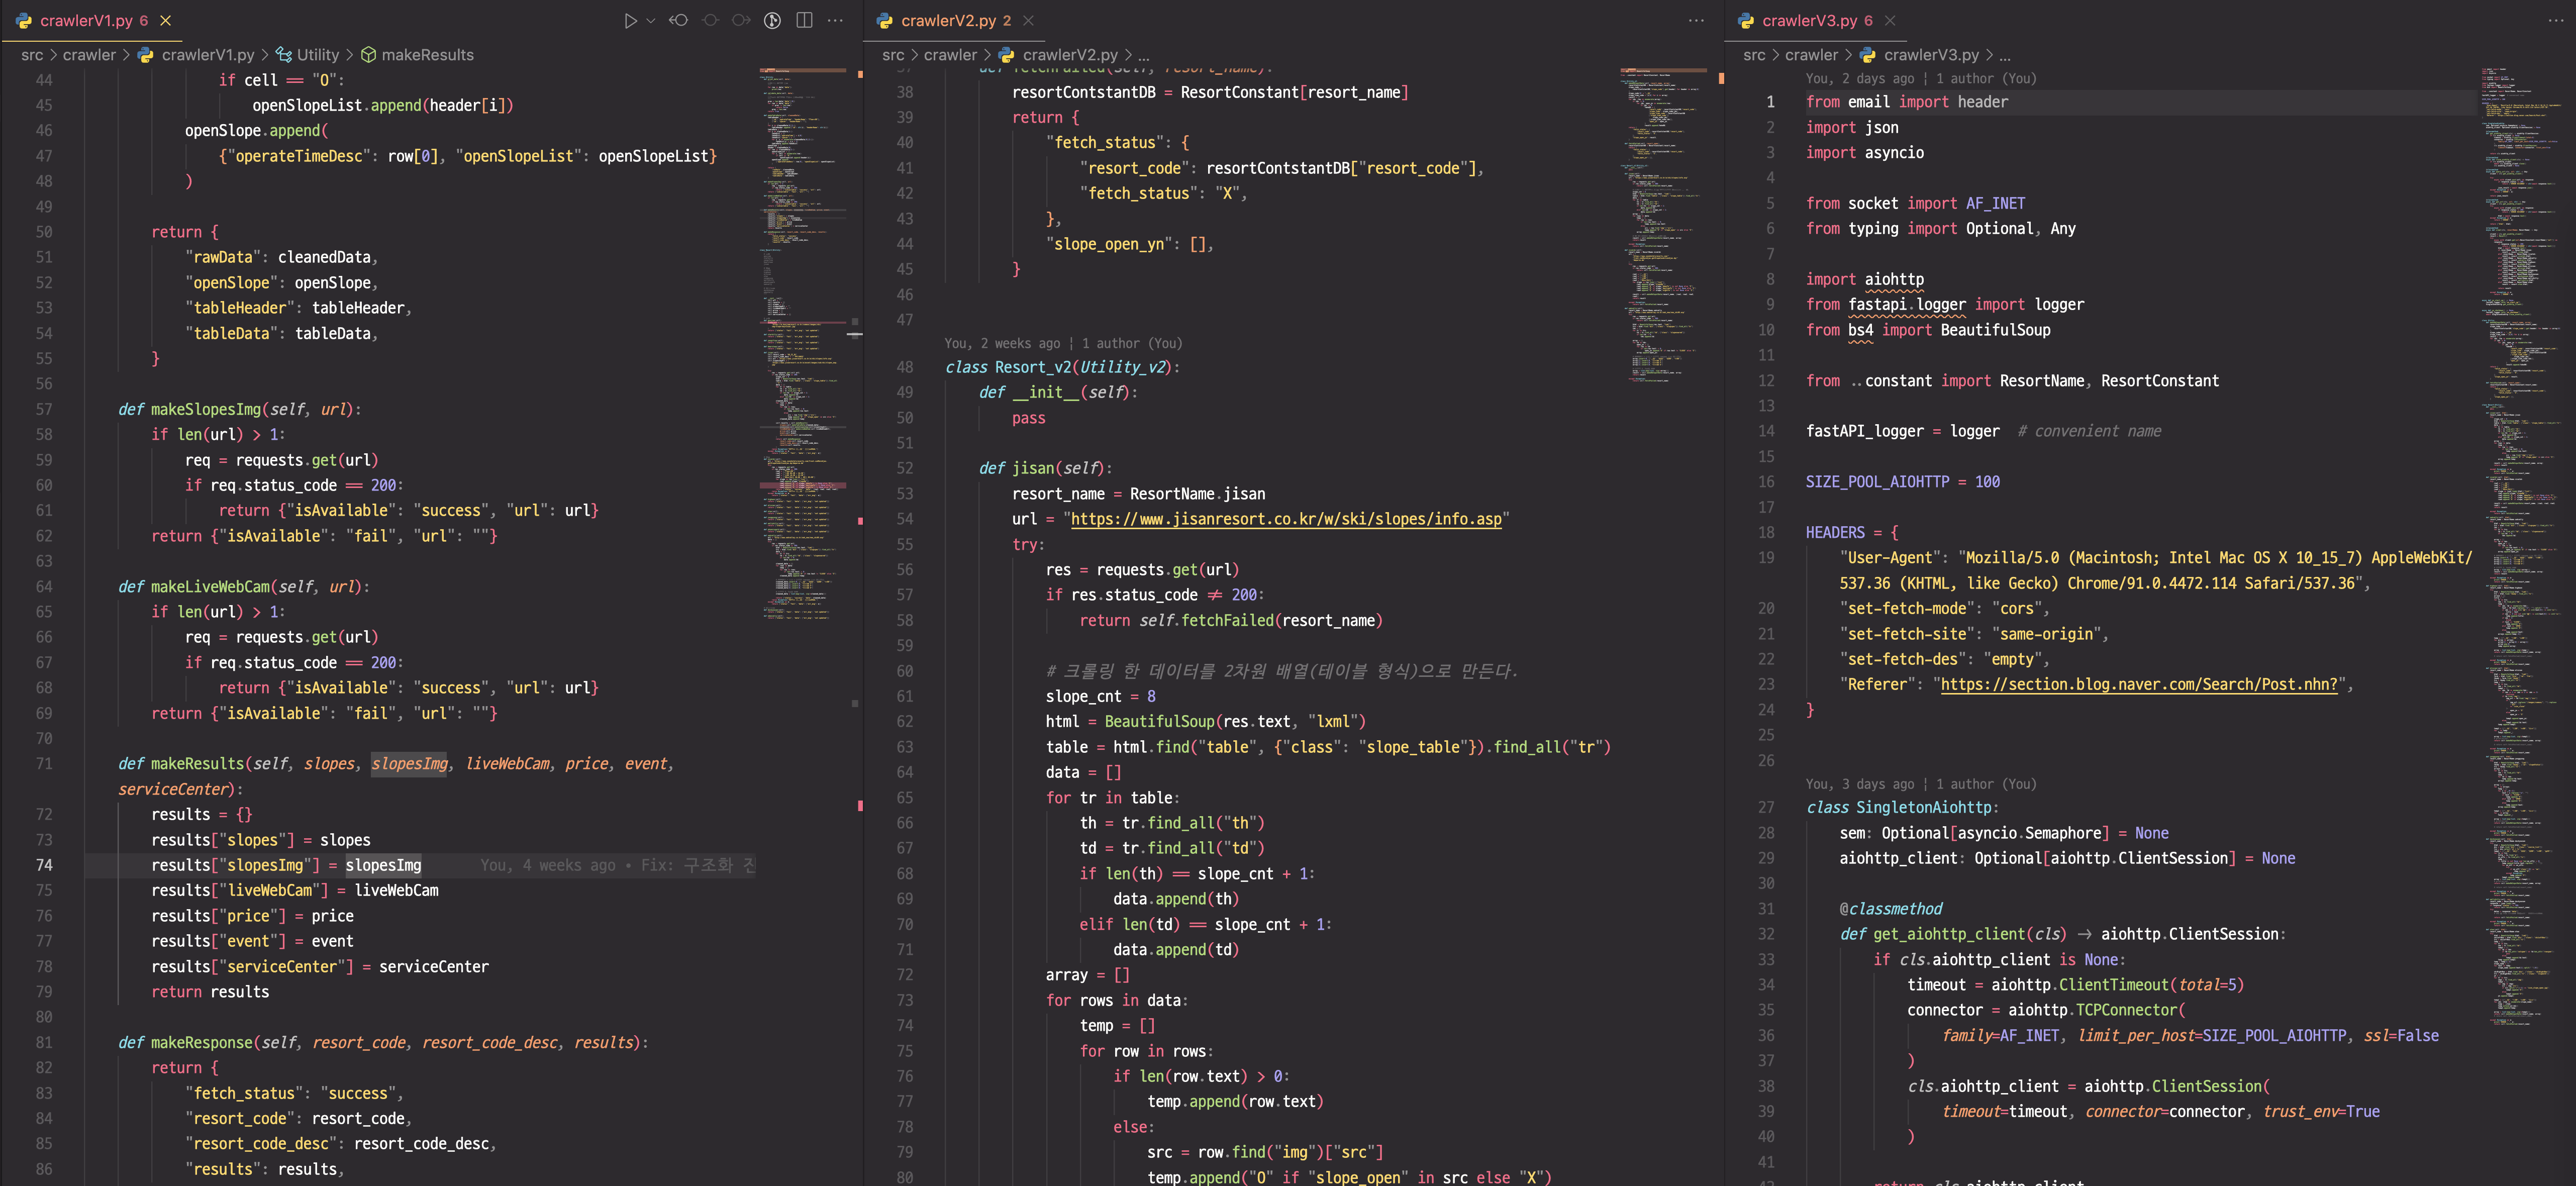 crawlerV1.py 6
src > crawler > crawlerV1.py > Utility > makeResults
44 if cell == "O":
45 openSlopeList.append(header[i])
46 openSlope.append(
47 {"operateTimeDesc": row[0], "openSlopeList": openSlopeList}
48 )
49
50 return {
51 "rawData": cleanedData,
52 "openSlope": openSlope,
53 "tableHeader": tableHeader,
54 "tableData": tableData,
55 }
56
57 def makeSlopesImg(self, url):
58 if len(url) > 1:
59 req = requests.get(url)
60 if req.status_code == 200:
61 return {"isAvailable": "success", "url": url}
62 return {"isAvailable": "fail", "url": ""}
63
64 def makeLiveWebCam(self, url):
65 if len(url) > 1:
66 req = requests.get(url)
67 if req.status_code == 200:
68 return {"isAvailable": "success", "url": url}
69 return {"isAvailable": "fail", "url": ""}
70
71 def makeResults(self, slopes, slopesImg, liveWebCam, price, event,
serviceCenter):
72 results = {}
73 results["slopes"] = slopes
74 results["slopesImg"] = slopesImg You, 4 weeks ago • Fix: 구조화 진
75 results["liveWebCam"] = liveWebCam
76 results["price"] = price
77 results["event"] = event
78 results["serviceCenter"] = serviceCenter
79 return results
80
81 def makeResponse(self, resort_code, resort_code_desc, results):
82 return {
83 "fetch_status": "success",
84 "resort_code": resort_code,
85 "resort_code_desc": resort_code_desc,
86 "results": results,
crawlerV2.py 2
src > crawler > crawlerV2.py > ...
37 def fetchFailed(self, resort_name):
38 resortContstantDB = ResortConstant[resort_name]
39 return {
40 "fetch_status": {
41 "resort_code": resortContstantDB["resort_code"],
42 "fetch_status": "X",
43 },
44 "slope_open_yn": [],
45 }
46
47
You, 2 weeks ago | 1 author (You)
48 class Resort_v2(Utility_v2):
49 def __init__(self):
50 pass
51
52 def jisan(self):
53 resort_name = ResortName.jisan
54 url = "https://www.jisanresort.co.kr/w/ski/slopes/info.asp"
55 try:
56 res = requests.get(url)
57 if res.status_code ≠ 200:
58 return self.fetchFailed(resort_name)
59
60 # 크롤링 한 데이터를 2차원 배열(테이블 형식)으로 만든다.
61 slope_cnt = 8
62 html = BeautifulSoup(res.text, "lxml")
63 table = html.find("table", {"class": "slope_table"}).find_all("tr")
64 data = []
65 for tr in table:
66 th = tr.find_all("th")
67 td = tr.find_all("td")
68 if len(th) == slope_cnt + 1:
69 data.append(th)
70 elif len(td) == slope_cnt + 1:
71 data.append(td)
72 array = []
73 for rows in data:
74 temp = []
75 for row in rows:
76 if len(row.text) > 0:
77 temp.append(row.text)
78 else:
79 src = row.find("img")["src"]
80 temp.append("O" if "slope_open" in src else "X")
crawlerV3.py 6
src > crawler > crawlerV3.py > ...
You, 2 days ago | 1 author (You)
1 from email import header
2 import json
3 import asyncio
4
5 from socket import AF_INET
6 from typing import Optional, Any
7
8 import aiohttp
9 from fastapi.logger import logger
10 from bs4 import BeautifulSoup
11
12 from ..constant import ResortName, ResortConstant
13
14 fastAPI_logger = logger # convenient name
15
16 SIZE_POOL_AIOHTTP = 100
17
18 HEADERS = {
19 "User-Agent": "Mozilla/5.0 (Macintosh; Intel Mac OS X 10_15_7) AppleWebKit/
537.36 (KHTML, like Gecko) Chrome/91.0.4472.114 Safari/537.36",
20 "set-fetch-mode": "cors",
21 "set-fetch-site": "same-origin",
22 "set-fetch-des": "empty",
23 "Referer": "https://section.blog.naver.com/Search/Post.nhn?",
24 }
25
26
You, 3 days ago | 1 author (You)
27 class SingletonAiohttp:
28 sem: Optional[asyncio.Semaphore] = None
29 aiohttp_client: Optional[aiohttp.ClientSession] = None
30
31 @classmethod
32 def get_aiohttp_client(cls) → aiohttp.ClientSession:
33 if cls.aiohttp_client is None:
34 timeout = aiohttp.ClientTimeout(total=5)
35 connector = aiohttp.TCPConnector(
36 family=AF_INET, limit_per_host=SIZE_POOL_AIOHTTP, ssl=False
37 )
38 cls.aiohttp_client = aiohttp.ClientSession(
39 timeout=timeout, connector=connector, trust_env=True
40 )
41
42 return cls.aiohttp_client